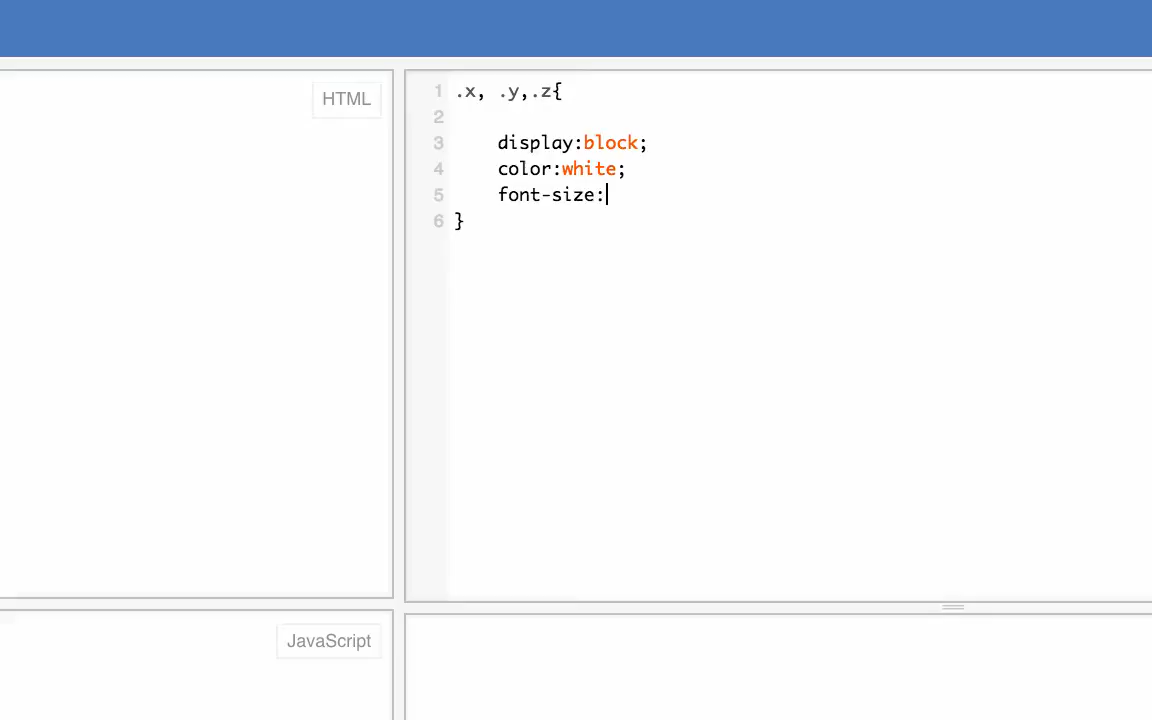 HTML
1 .x, .y,.z{
2
3 display:block;
4 color:white;
5 font-size:
6 }
JavaScript